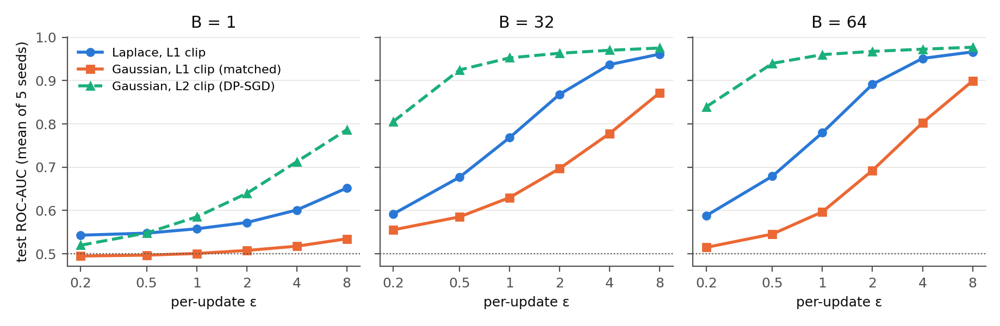 B = 1
B = 32
B = 64
test ROC-AUC (mean of 5 seeds)
1.0
0.9
0.8
0.7
0.6
0.5
Laplace, L1 clip
Gaussian, L1 clip (matched)
Gaussian, L2 clip (DP-SGD)
0.2 0.5 1 2 4 8
0.2 0.5 1 2 4 8
0.2 0.5 1 2 4 8
per-update ε
per-update ε
per-update ε